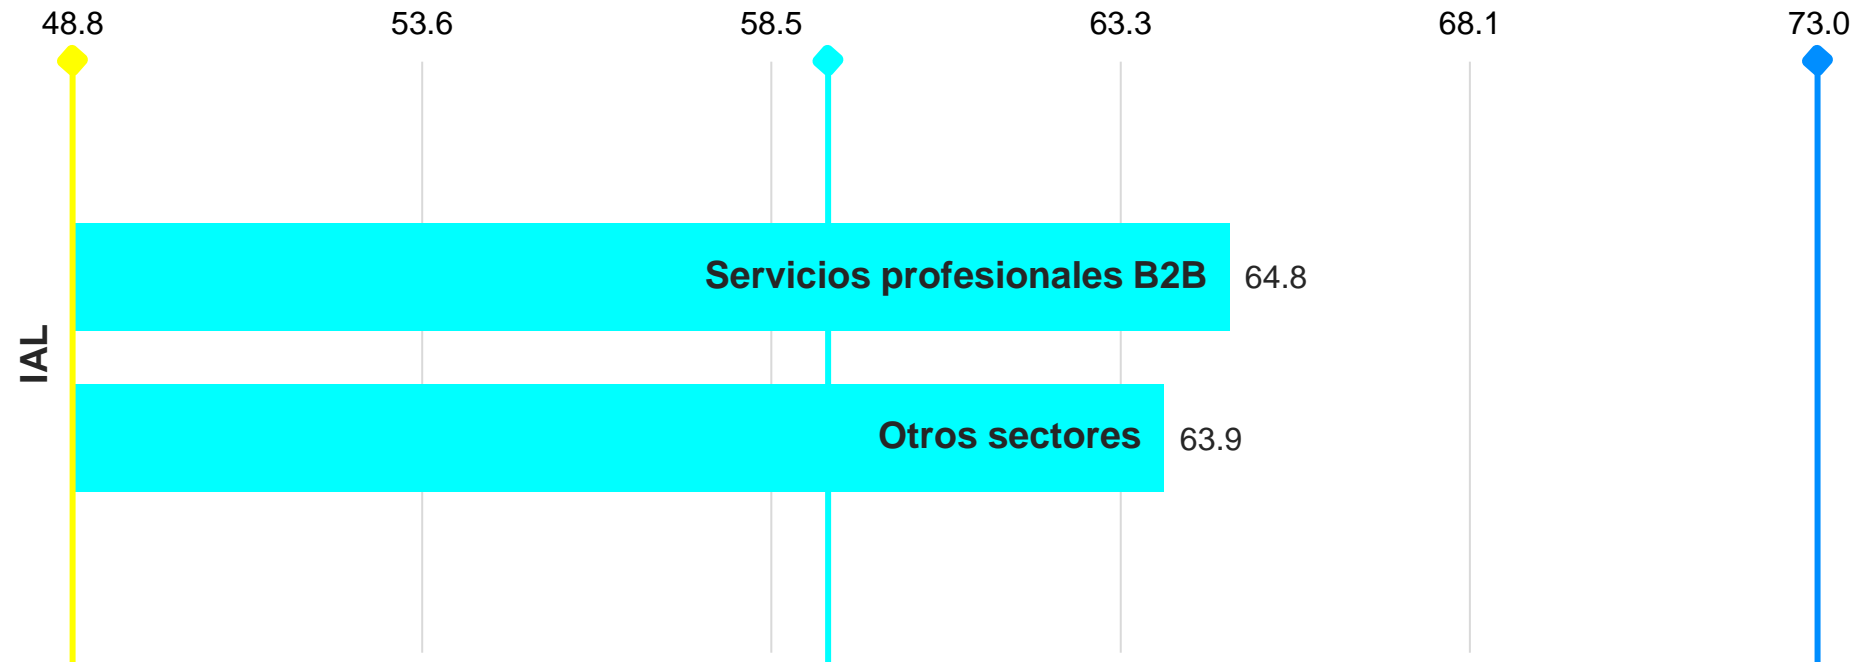 48.8 53.6 58.5 63.3 68.1 73.0
Servicios profesionales B2B 64.8
IAL
Otros sectores 63.9